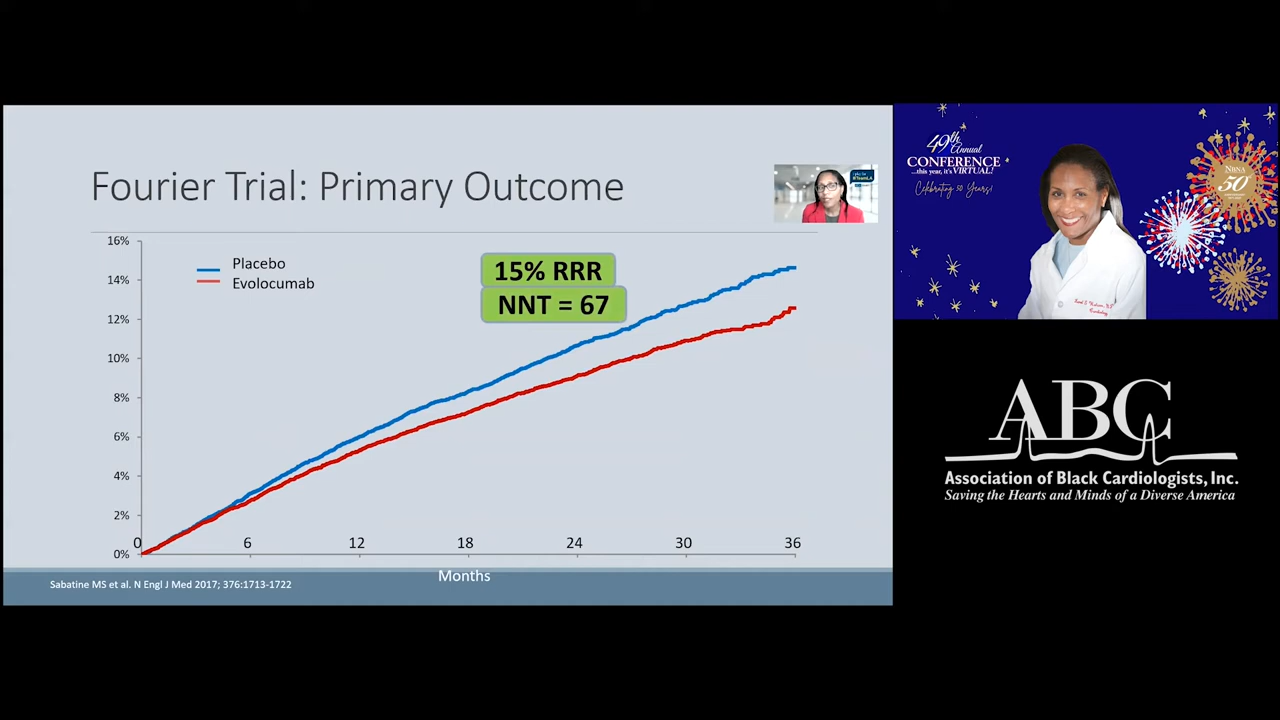 Fourier Trial: Primary Outcome
16%
14%
12%
10%
8%
6%
4%
2%
0%
Placebo
Evolocumab
15% RRR
NNT = 67
0 6 12 18 24 30 36
Months
Sabatine MS et al. N Engl J Med 2017; 376:1713-1722
49th
Annual
CONFERENCE
...this year, it's VIRTUAL!
Celebrating 50 Years!
NBNA
50
ABC
Association of Black Cardiologists, Inc.
Saving the Hearts and Minds of a Diverse America